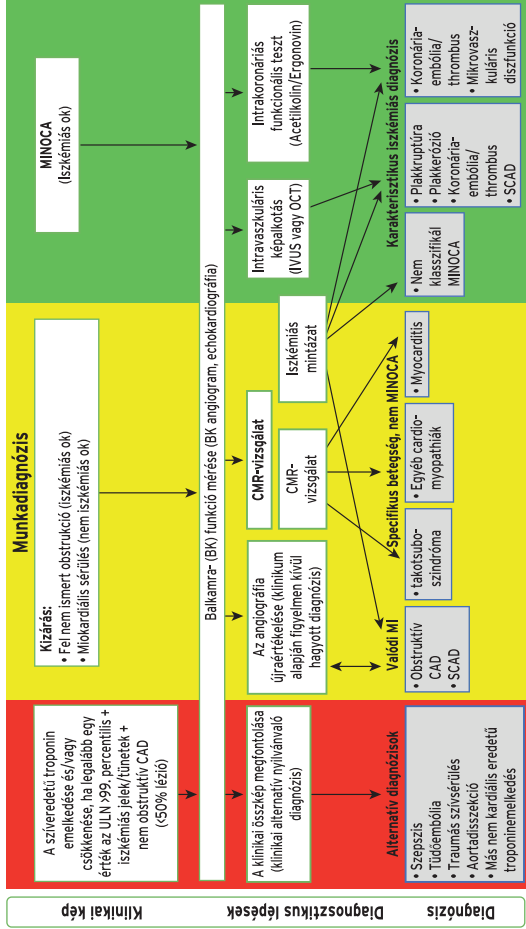 Klinikai kép
Diagnosztikus lépések
Diagnózis
A szíveredetű troponin
emelkedése és/vagy
csökkenése, ha legalább egy
érték az ULN >99. percentilis +
iszkémiás jelek/tünetek +
nem obstruktív CAD
(<50% lézió)
Munkadiagnózis
Kizárás:
• Fel nem ismert obstrukció (iszkémiás ok)
• Miokardiális sérülés (nem iszkémiás ok)
MINOCA
(Iszkémiás ok)
Balkamra- (BK) funkció mérése (BK angiogram, echokardiográfia)
A klinikai összkép megfontolása
(klinikai alternatív nyilvánváló
diagnózis)
Az angiográfia
újraértékelése (klinikum
alapján figyelmen kívül
hagyott diagnózis)
CMR-vizsgálat
CMR-
vizsgálat
Iszkémiás
mintázat
Intravaszkuláris
képalkotás
(IVUS vagy OCT)
Intrakoronáriás
funkcionális teszt
(Acetilkolin/Ergonovin)
Alternatív diagnózisok
• Szepszis
• Tüdőembólia
• Traumás szívsérülés
• Aortadisszekció
• Más nem kardiális eredetű
troponinemelkedés
Valódi MI
• Obstruktív
CAD
• SCAD
Specifikus betegség, nem MINOCA
• takotsubo-
szindróma
• Egyéb cardio-
myopathiák
• Myocarditis
Karakterisztikus iszkémiás diagnózis
• Nem
klasszifikál
MINOCA
• Plakkruptúra
• Plakkerózió
• Koronária-
embólia/
thrombus
• SCAD
• Koronária-
embólia/
thrombus
• Mikrovasz-
kuláris
diszfunkció